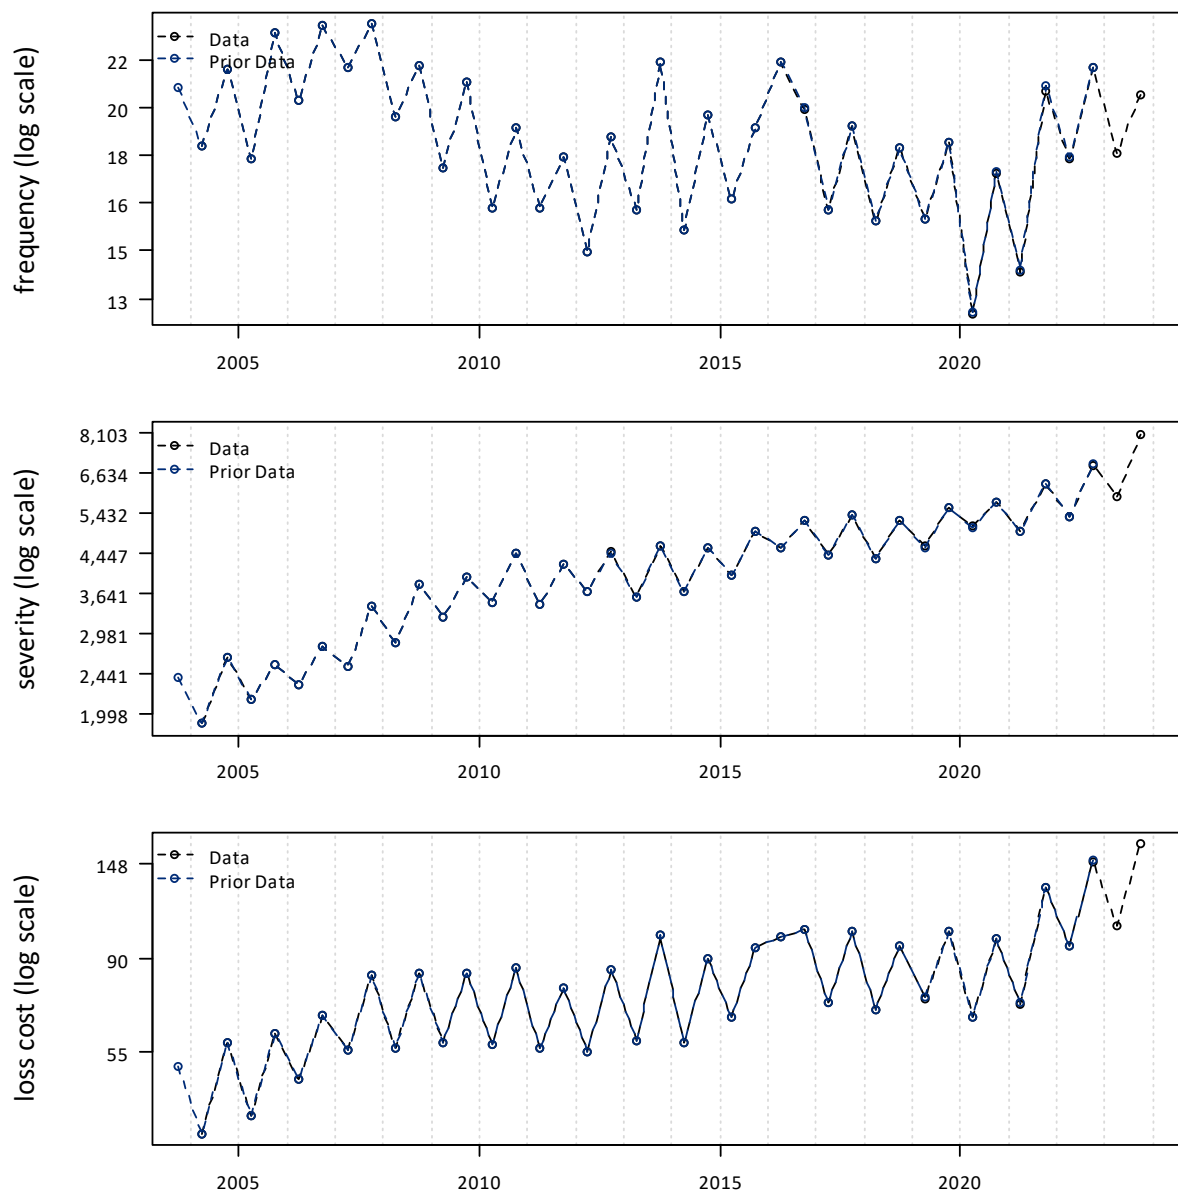 frequency (log scale)
Data
Prior Data
22
20
18
16
15
13
2005 2010 2015 2020
severity (log scale)
Data
Prior Data
8,103
6,634
5,432
4,447
3,641
2,981
2,441
1,998
2005 2010 2015 2020
loss cost (log scale)
Data
Prior Data
148
90
55
2005 2010 2015 2020